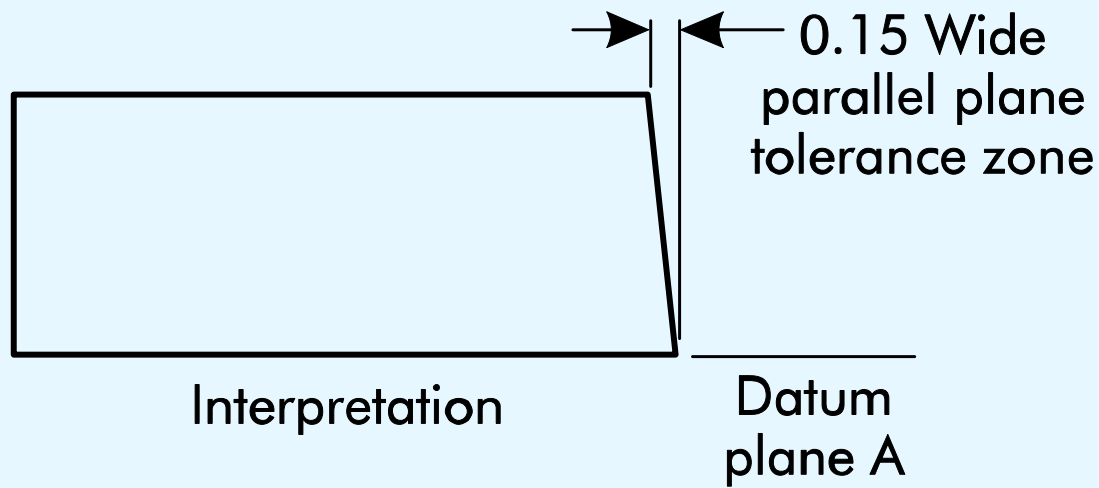 0.15 Wide
parallel plane
tolerance zone
Interpretation
Datum
plane A